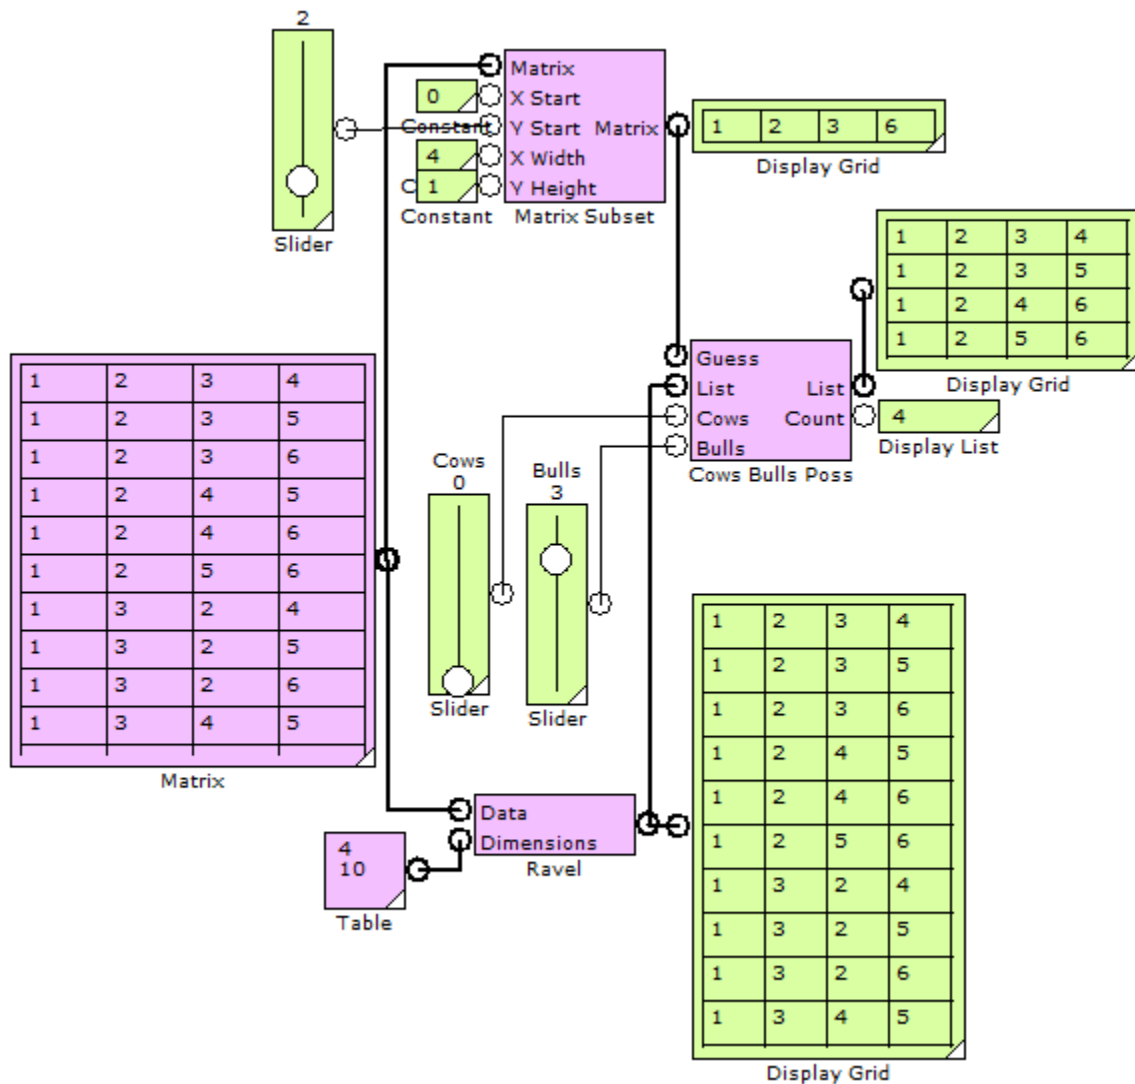 2
Slider
Matrix
0 X Start
Constant
Y Start Matrix
4 X Width
C 1 Y Height
Constant
Matrix Subset
1 2 3 6
Display Grid
1 2 3 4
1 2 3 5
1 2 4 6
1 2 5 6
Display Grid
Guess
List List
Cows Count
Bulls
Cows Bulls Poss
4
Display List
1 2 3 4
1 2 3 5
1 2 3 6
1 2 4 5
1 2 4 6
1 2 5 6
1 3 2 4
1 3 2 5
1 3 2 6
1 3 4 5
Matrix
Cows
0
Slider
Bulls
3
Slider
Data
Dimensions
Ravel
4
10
Table
1 2 3 4
1 2 3 5
1 2 3 6
1 2 4 5
1 2 4 6
1 2 5 6
1 3 2 4
1 3 2 5
1 3 2 6
1 3 4 5
Display Grid